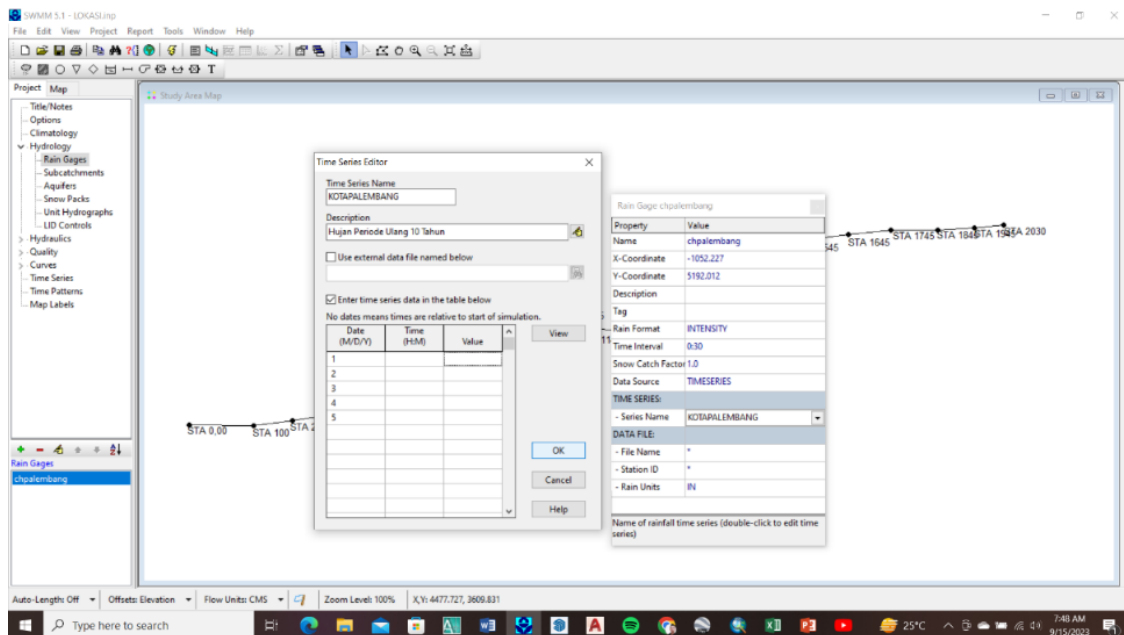 SWMM 5.1 - LOKASI.inp
File Edit View Project Report Tools Window Help
Project Map
Title/Notes
Options
Climatology
Hydrology
Rain Gages
Subcatchments
Aquifers
Snow Packs
Unit Hydrographs
LID Controls
Hydraulics
Quality
Curves
Time Series
Time Patterns
Map Labels
Rain Gages
chpalembang
Study Area Map
STA 0,00
STA 100
STA 2
Time Series Editor
Time Series Name
KOTAPALEMBANG
Description
Hujan Periode Ulang 10 Tahun
Use external data file named below
Enter time series data in the table below
No dates means times are relative to start of simulation.
Date (M/D/Y) Time (H:M) Value
1
2
3
4
5
View
OK
Cancel
Help
11
Rain Gage chpalembang
Property Value
Name chpalembang
X-Coordinate -1052.227
Y-Coordinate 5192.012
Description
Tag
Rain Format INTENSITY
Time Interval 0:30
Snow Catch Factor 1.0
Data Source TIMESERIES
TIME SERIES:
- Series Name KOTAPALEMBANG
DATA FILE:
- File Name *
- Station ID *
- Rain Units IN
Name of rainfall time series (double-click to edit time
series)
645 STA 1645 STA 1745 STA 1845 STA 1945 STA 2030
Auto-Length: Off Offsets: Elevation Flow Units: CMS Zoom Level: 100% X,Y: 4477.727, 3609.831
Type here to search
25°C
7:48 AM
9/15/2023